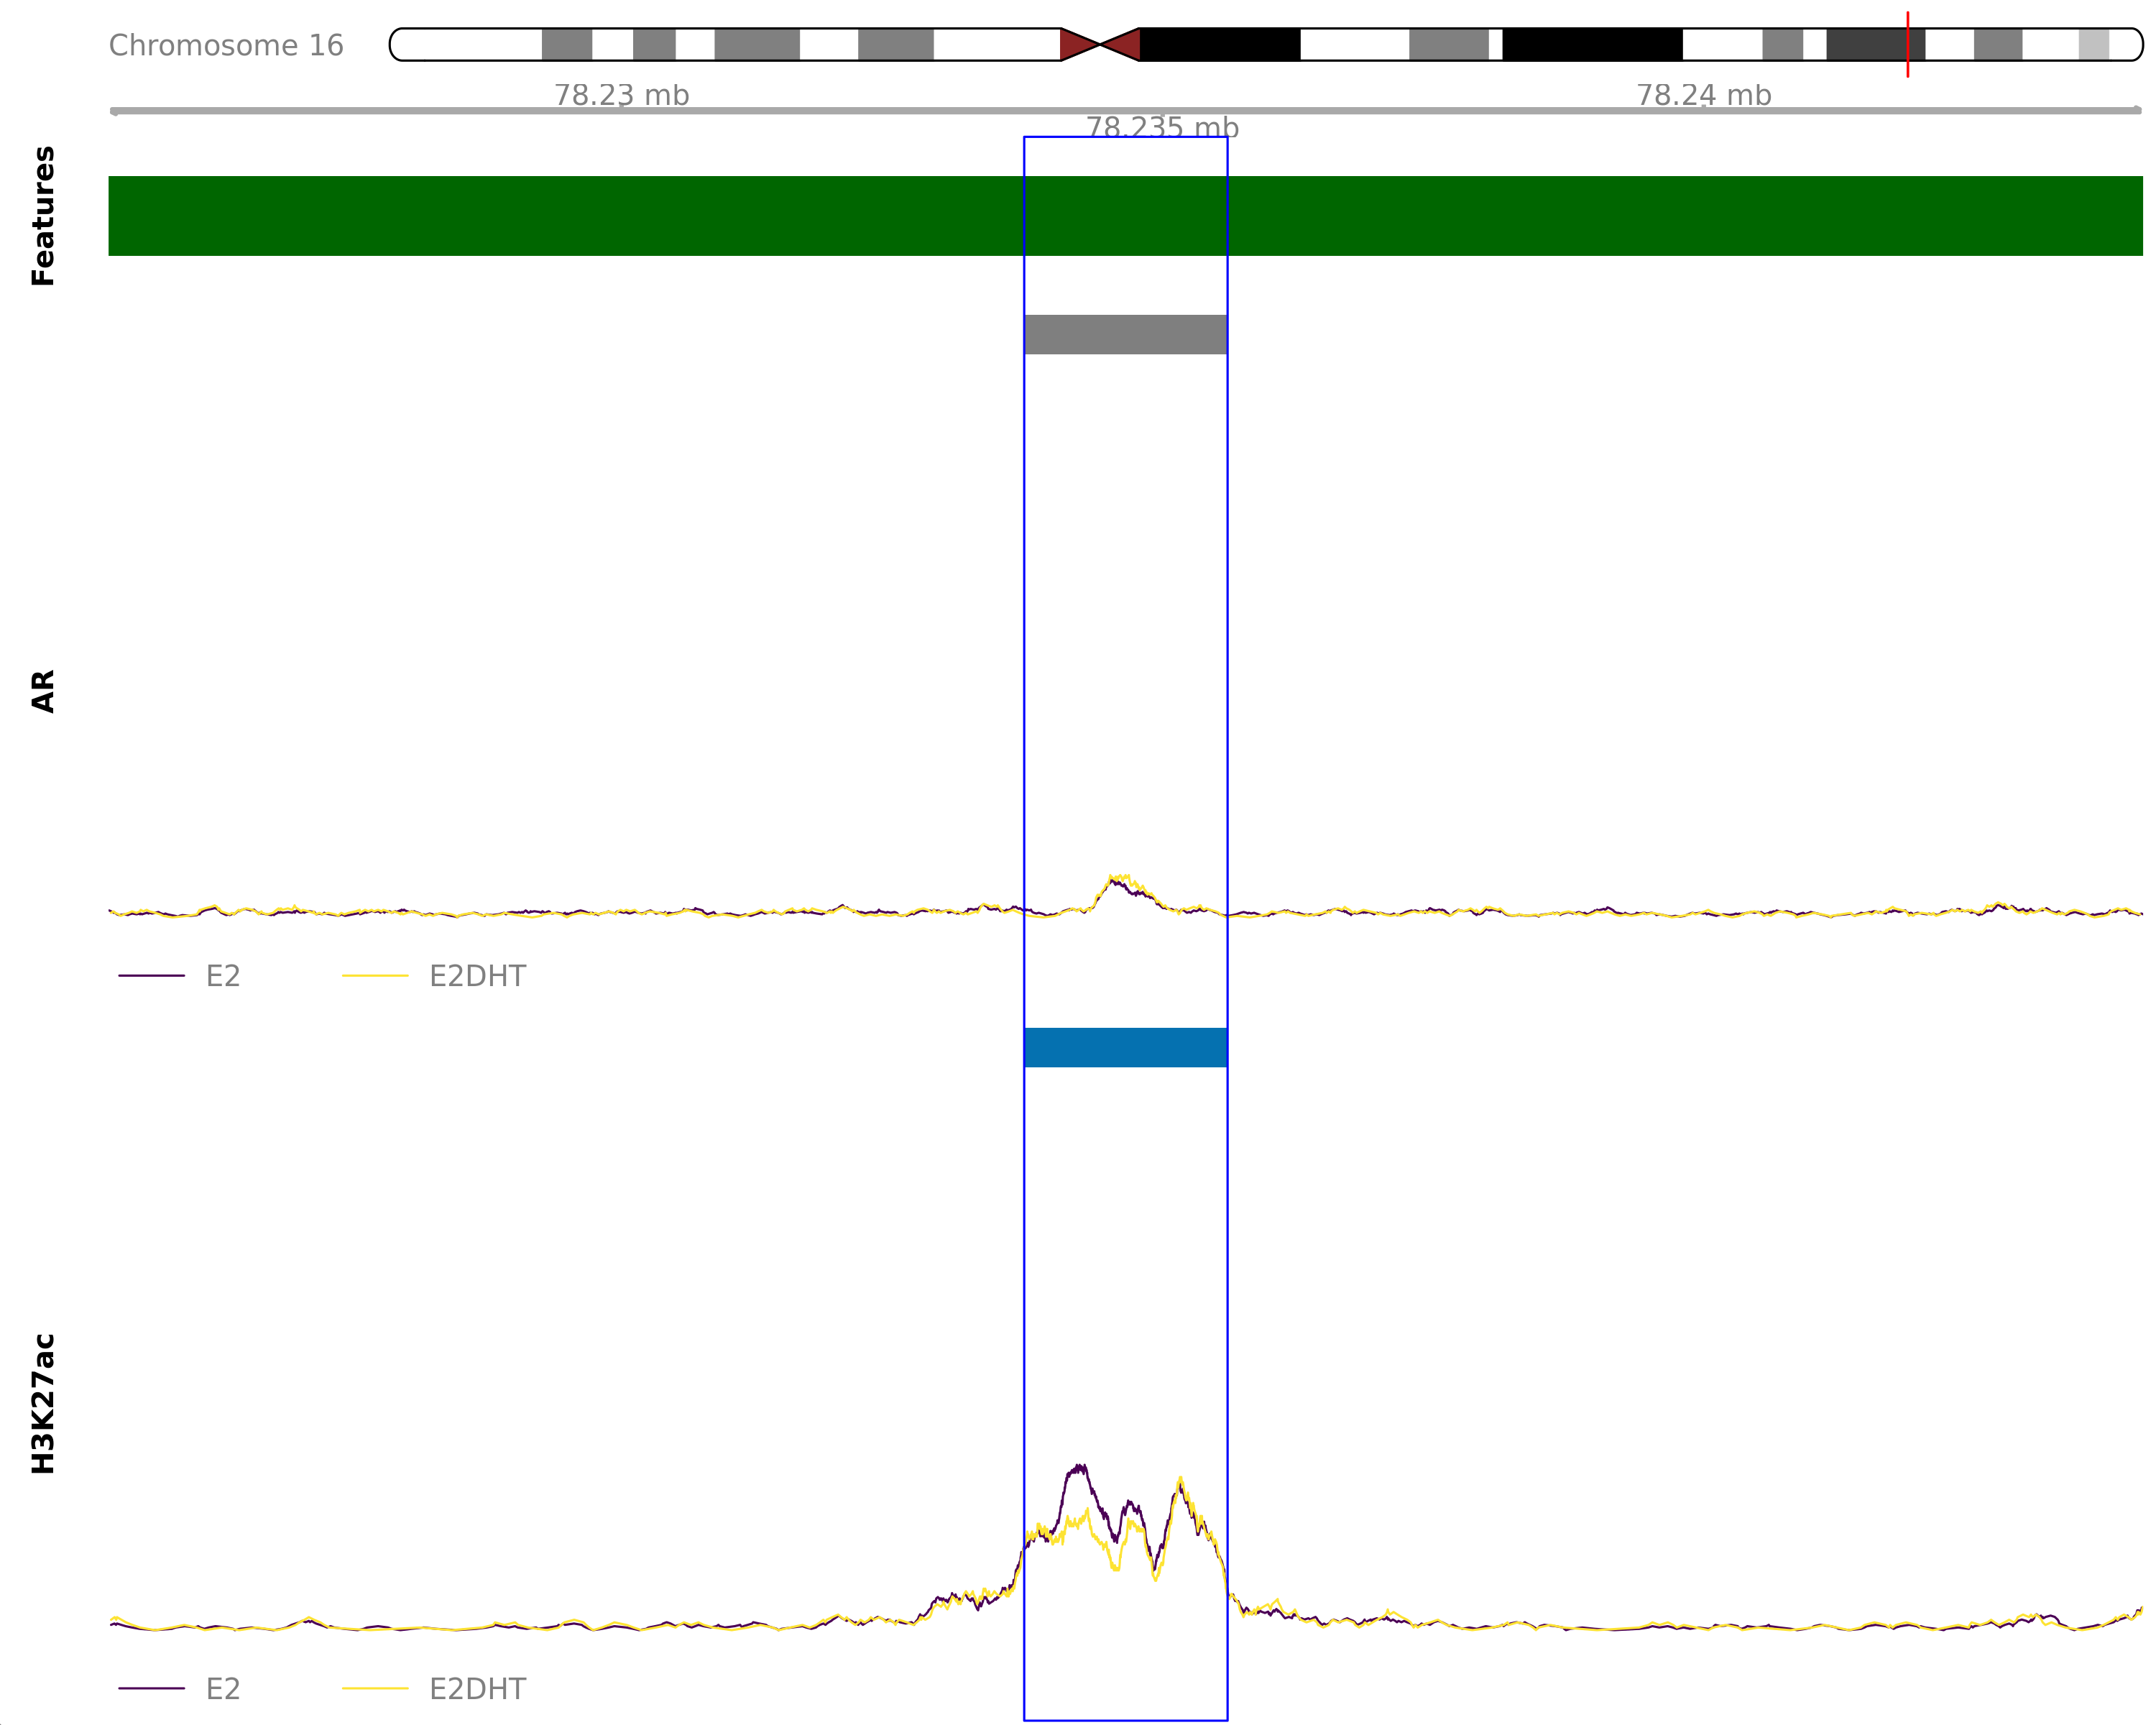 Chromosome 16
78.23 mb
78.24 mb
78.235 mb
Features
AR
E2
E2DHT
H3K27ac
E2
E2DHT